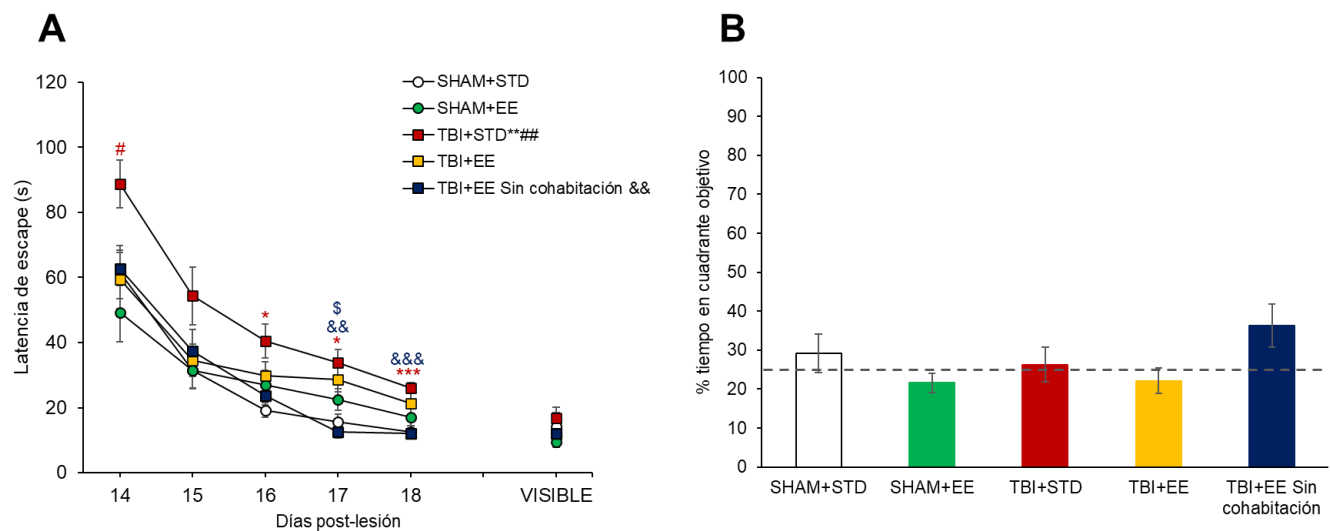 A
Latencia de escape (s)
120
100
80
60
40
20
0
SHAM+STD
SHAM+EE
TBI+STD**##
TBI+EE
TBI+EE Sin cohabitación &&
#
*
$
&&
*
&&&
***
14 15 16 17 18 VISIBLE
Días post-lesión
B
% tiempo en cuadrante objetivo
100
90
80
70
60
50
40
30
20
10
0
SHAM+STD SHAM+EE TBI+STD TBI+EE TBI+EE Sin
cohabitación